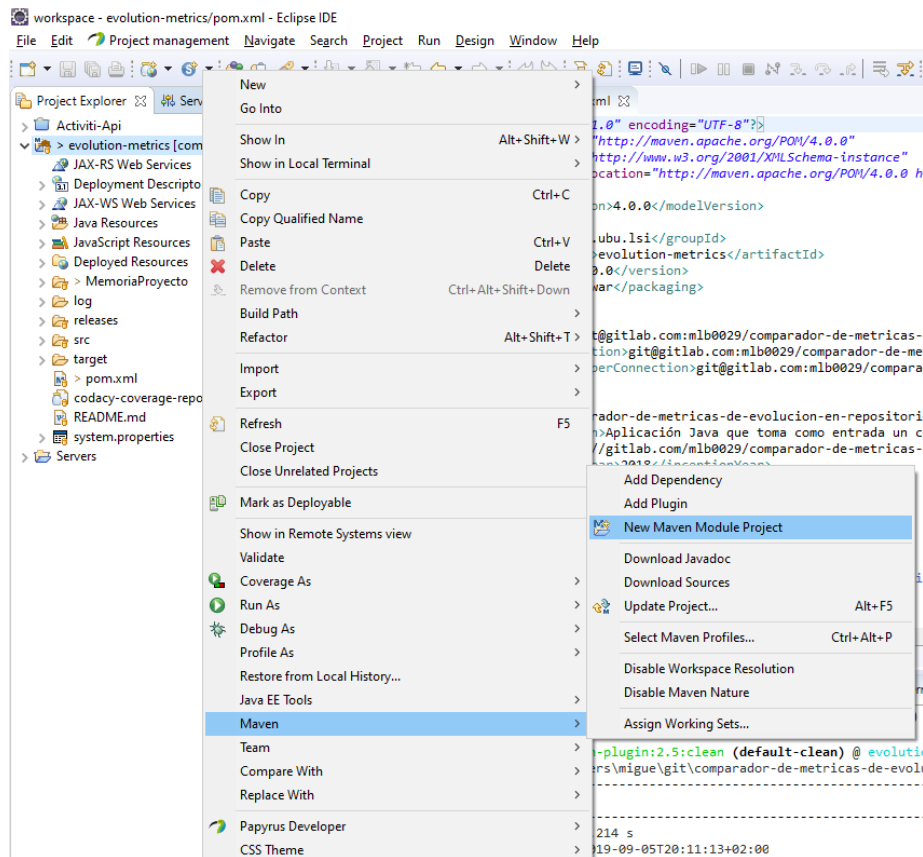 workspace - evolution-metrics/pom.xml - Eclipse IDE
File Edit Project management Navigate Search Project Run Design Window Help
Project Explorer Serv
Activiti-Api
> evolution-metrics [com
JAX-RS Web Services
Deployment Descripto
JAX-WS Web Services
Java Resources
JavaScript Resources
Deployed Resources
> MemoriaProyecto
log
releases
src
target
> pom.xml
codacy-coverage-repo
README.md
system.properties
Servers
New
Go Into
Show In Alt+Shift+W
Show in Local Terminal
Copy Ctrl+C
Copy Qualified Name
Paste Ctrl+V
Delete Delete
Remove from Context Ctrl+Alt+Shift+Down
Build Path
Refactor Alt+Shift+T
Import
Export
Refresh F5
Close Project
Close Unrelated Projects
Mark as Deployable
Show in Remote Systems view
Validate
Coverage As
Run As
Debug As
Profile As
Restore from Local History...
Java EE Tools
Maven
Team
Compare With
Replace With
Papyrus Developer
CSS Theme
Add Dependency
Add Plugin
New Maven Module Project
Download Javadoc
Download Sources
Update Project... Alt+F5
Select Maven Profiles... Ctrl+Alt+P
Disable Workspace Resolution
Disable Maven Nature
Assign Working Sets...
ml
1.0" encoding="UTF-8"?>
"http://maven.apache.org/POM/4.0.0"
http://www.w3.org/2001/XMLSchema-instance"
ocation="http://maven.apache.org/POM/4.0.0 h
on>4.0.0</modelVersion>
.ubu.lsi</groupId>
>evolution-metrics</artifactId>
0.0</version>
war</packaging>
t@gitlab.com:mlb0029/comparador-de-metricas-
tion>git@gitlab.com:mlb0029/comparador-de-me
perConnection>git@gitlab.com:mlb0029/compara
rador-de-metricas-de-evolucion-en-repositori
n>Aplicación Java que toma como entrada un c
//gitlab.com/mlb0029/comparador-de-metricas-
ear>2018</inceptionYear>
n-plugin:2.5:clean (default-clean) @ evoluti
ers\migue\git\comparador-de-metricas-de-evolu
214 s
019-09-05T20:11:13+02:00